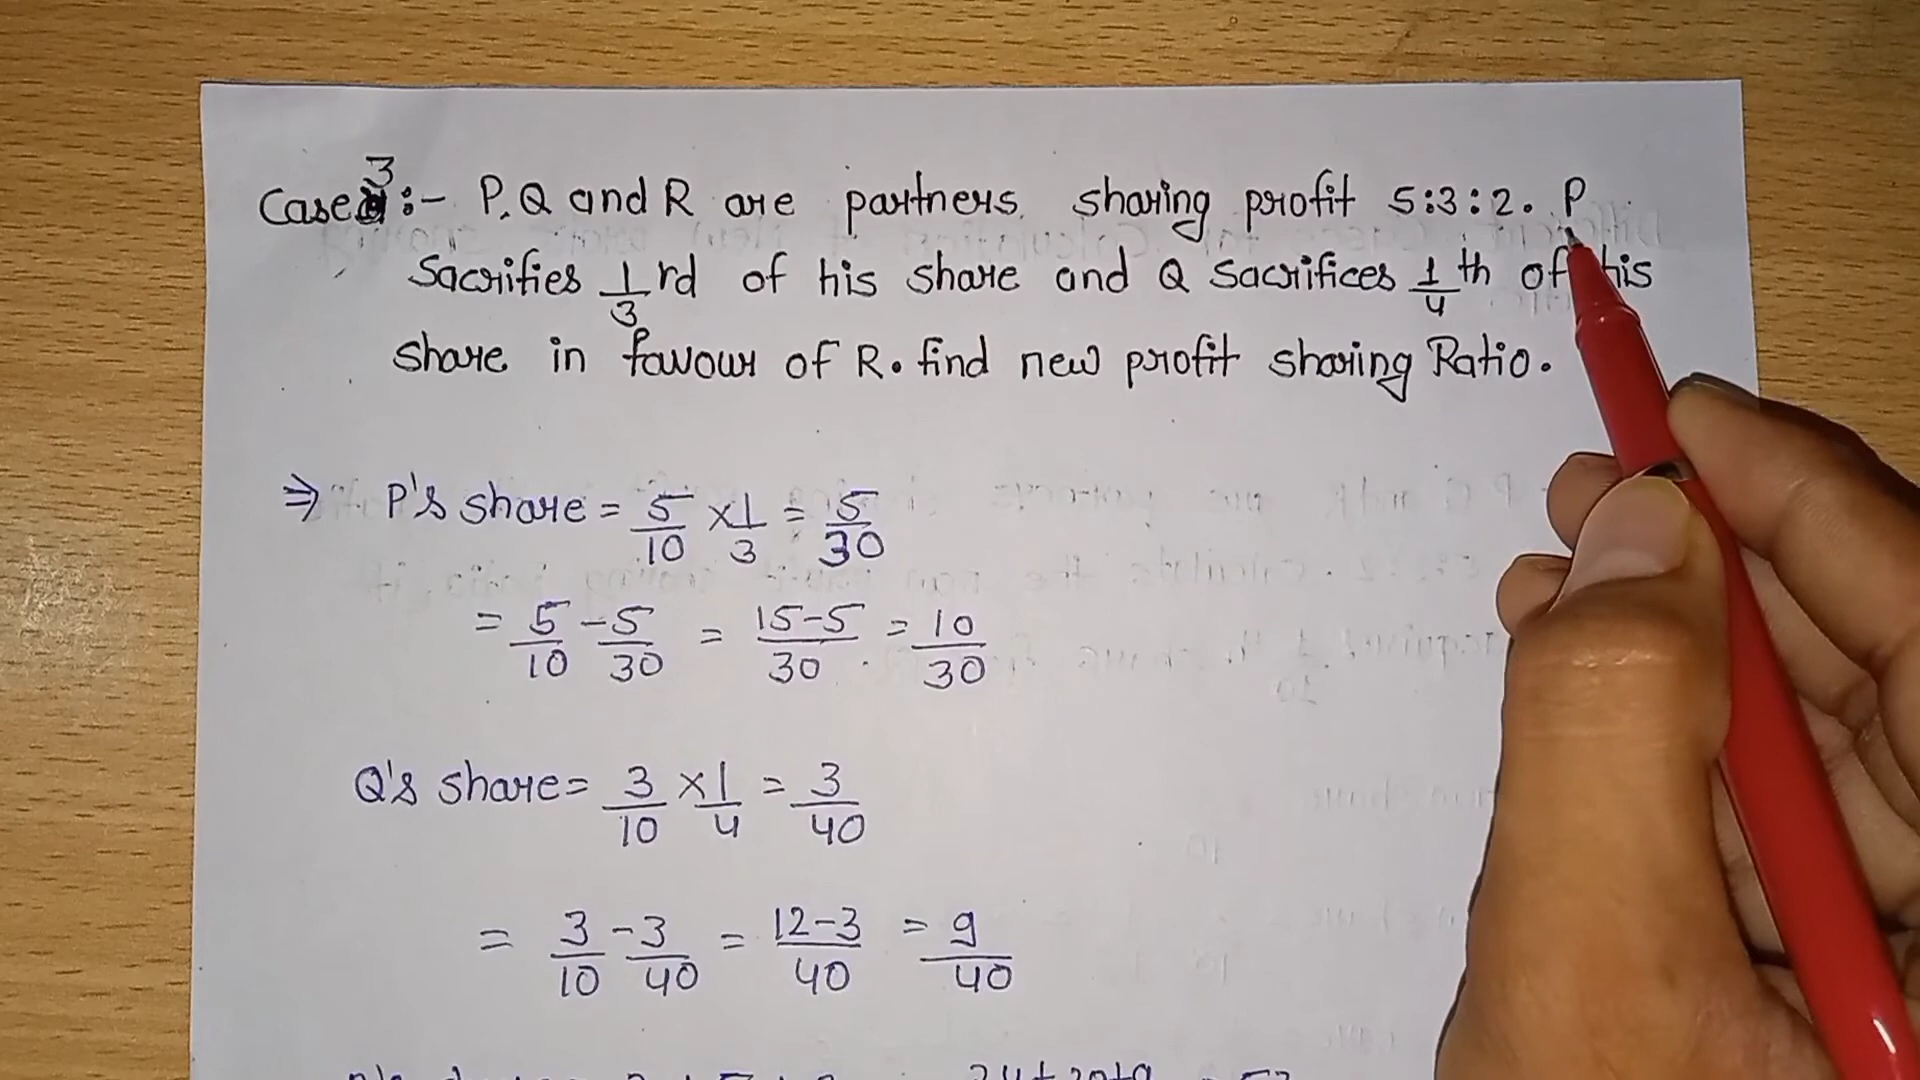 Case 3 :- P, Q and R are partners sharing profit 5:3:2. P
Sacrifies 1/3 rd of his share and Q Sacrifices 1/4 th of his
share in favour of R. find new profit sharing Ratio.
⇒ P's share = 5/10 × 1/3 = 5/30
= 5/10 - 5/30 = 15-5/30 = 10/30
Q's share = 3/10 × 1/4 = 3/40
= 3/10 - 3/40 = 12-3/40 = 9/40